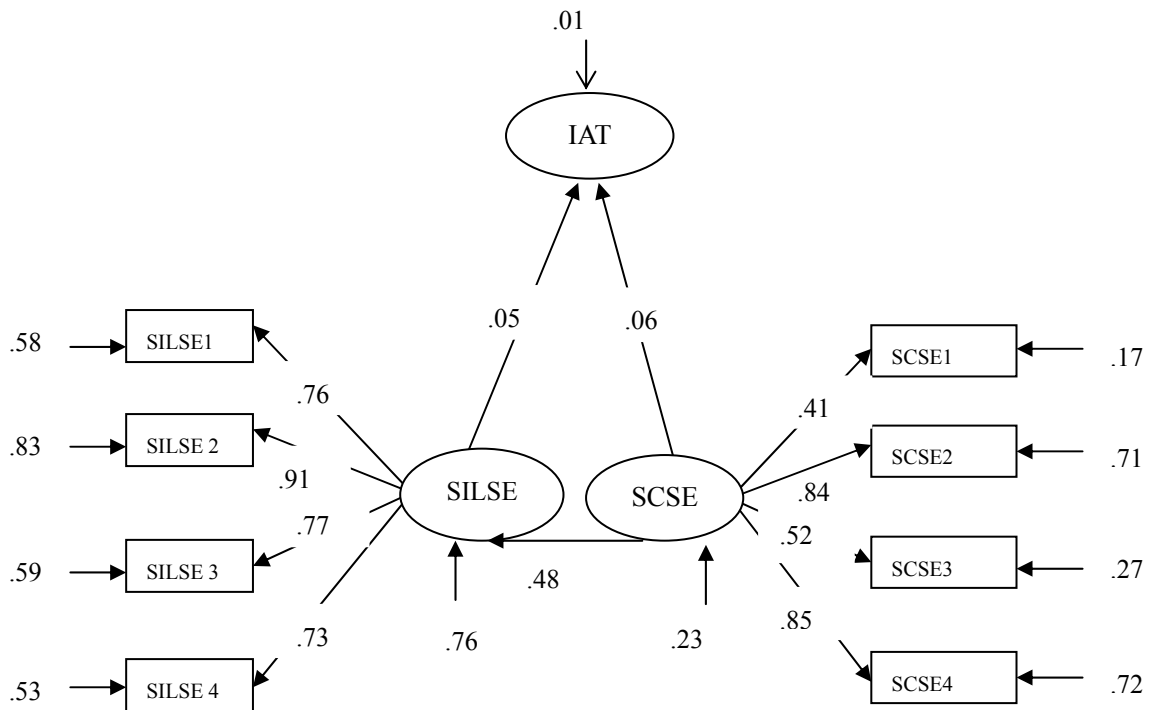 .01
IAT
.05
.06
.58
SILSE1
.76
.83
SILSE 2
.91
.59
SILSE 3
.77
.53
SILSE 4
.73
SILSE
SCSE
.48
.76
.23
.41
SCSE1
.17
.84
SCSE2
.71
.52
SCSE3
.27
.85
SCSE4
.72